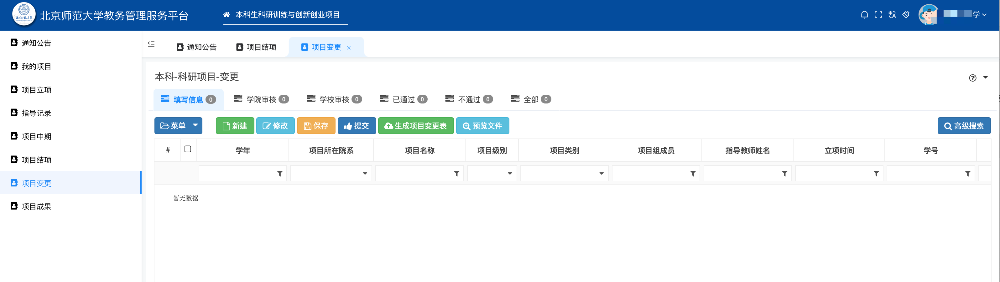 北京师范大学教务管理服务平台
本科生科研训练与创新创业项目
学
通知公告
我的项目
项目立项
指导记录
项目中期
项目结项
项目变更
项目成果
通知公告 项目结项 项目变更 ×
本科-科研项目-变更
填写信息 0 学院审核 0 学校审核 0 已通过 0 不通过 0 全部 0
菜单 新建 修改 保存 提交 生成项目变更表 预览文件 高级搜索
# 学年 项目所在院系 项目名称 项目级别 项目类别 项目组成员 指导教师姓名 立项时间 学号
暂无数据